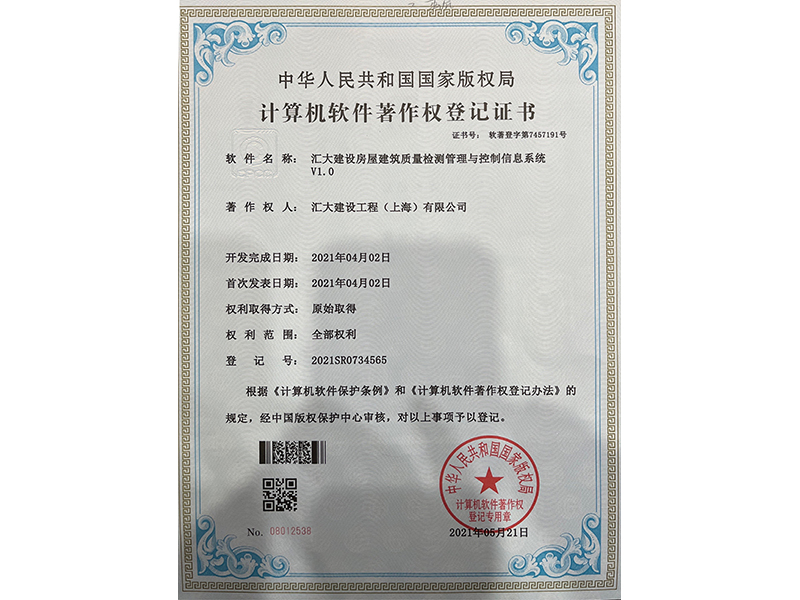 中华人民共和国国家版权局
计算机软件著作权登记证书
证书号： 软著登字第7457191号
软件名称： 汇大建设房屋建筑质量检测管理与控制信息系统
V1.0
著作权人： 汇大建设工程（上海）有限公司
开发完成日期： 2021年04月02日
首次发表日期： 2021年04月02日
权利取得方式： 原始取得
权利范围： 全部权利
登记号： 2021SR0734565
根据《计算机软件保护条例》和《计算机软件著作权登记办法》的
规定，经中国版权保护中心审核，对以上事项予以登记。
中华人民共和国国家版权局
计算机软件著作权
登记专用章
No. 08012538
2021年05月21日